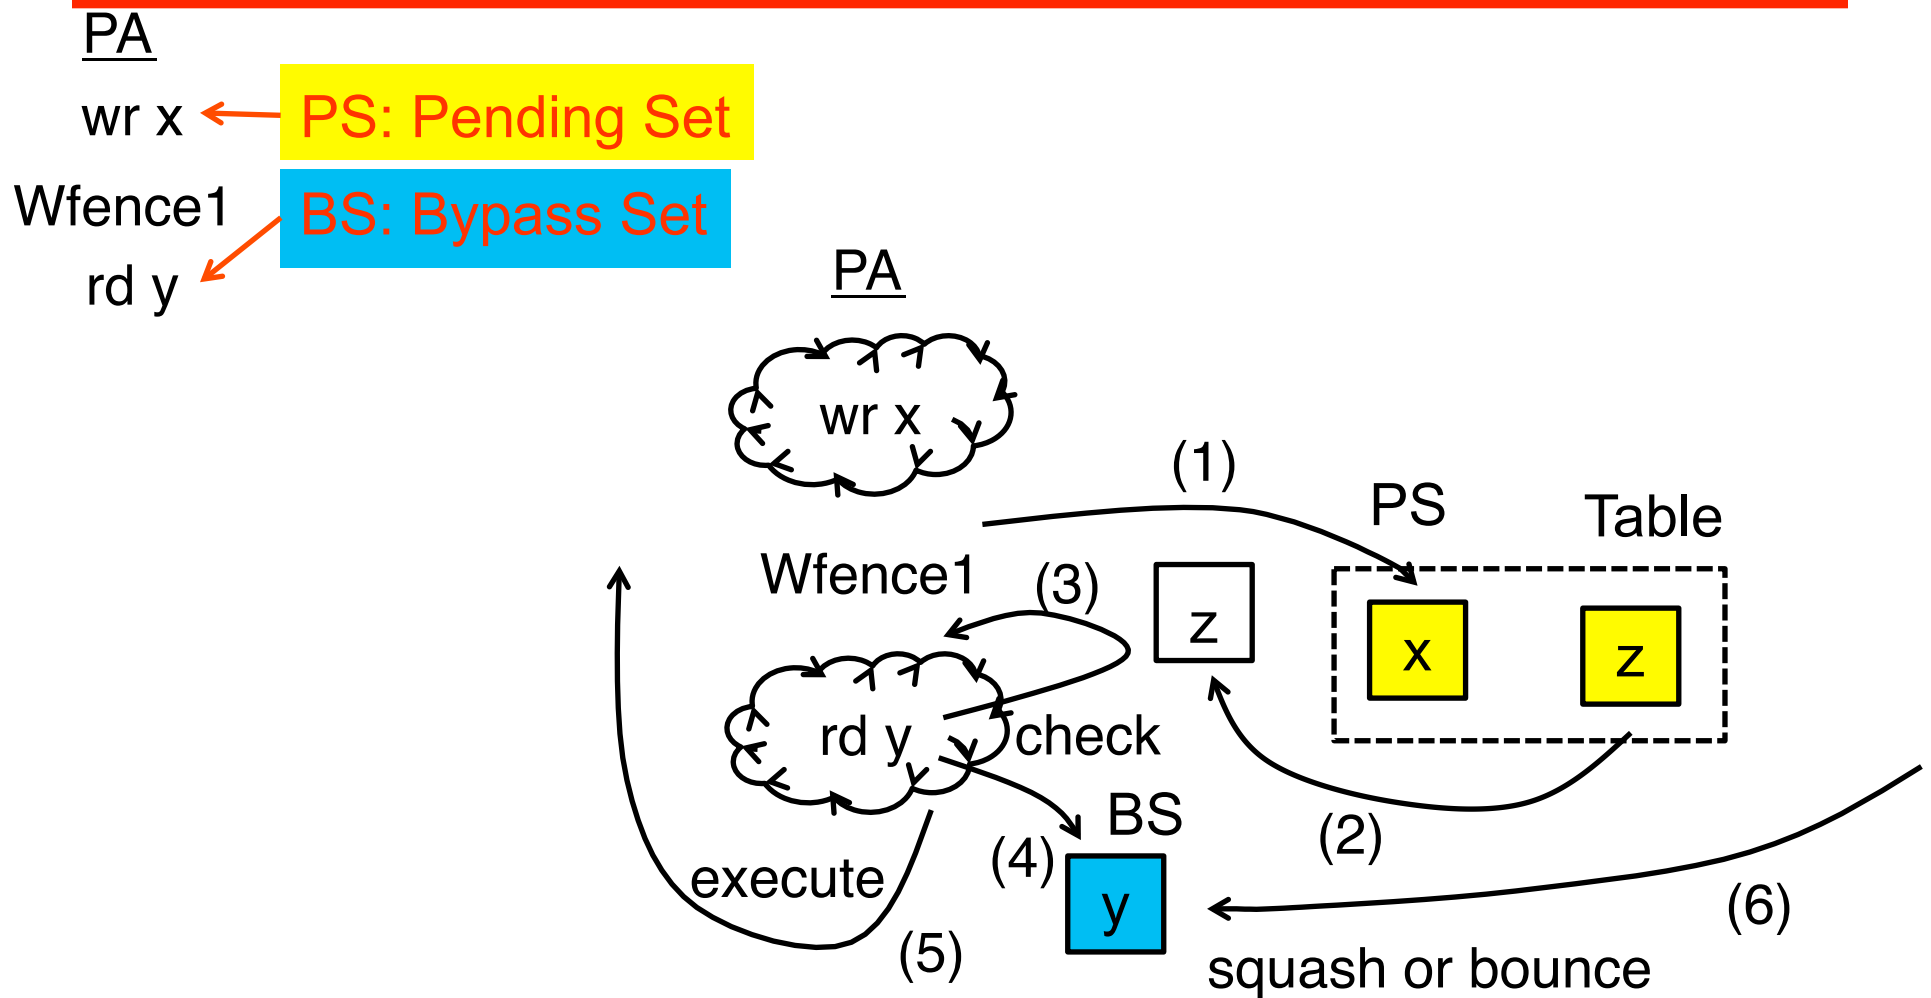 PA
wr x
PS: Pending Set
Wfence1
BS: Bypass Set
rd y
PA
wr x
(1)
PS
Table
Wfence1
(3)
z
x
z
rd y
check
BS
(2)
execute
(4)
y
(6)
(5)
squash or bounce